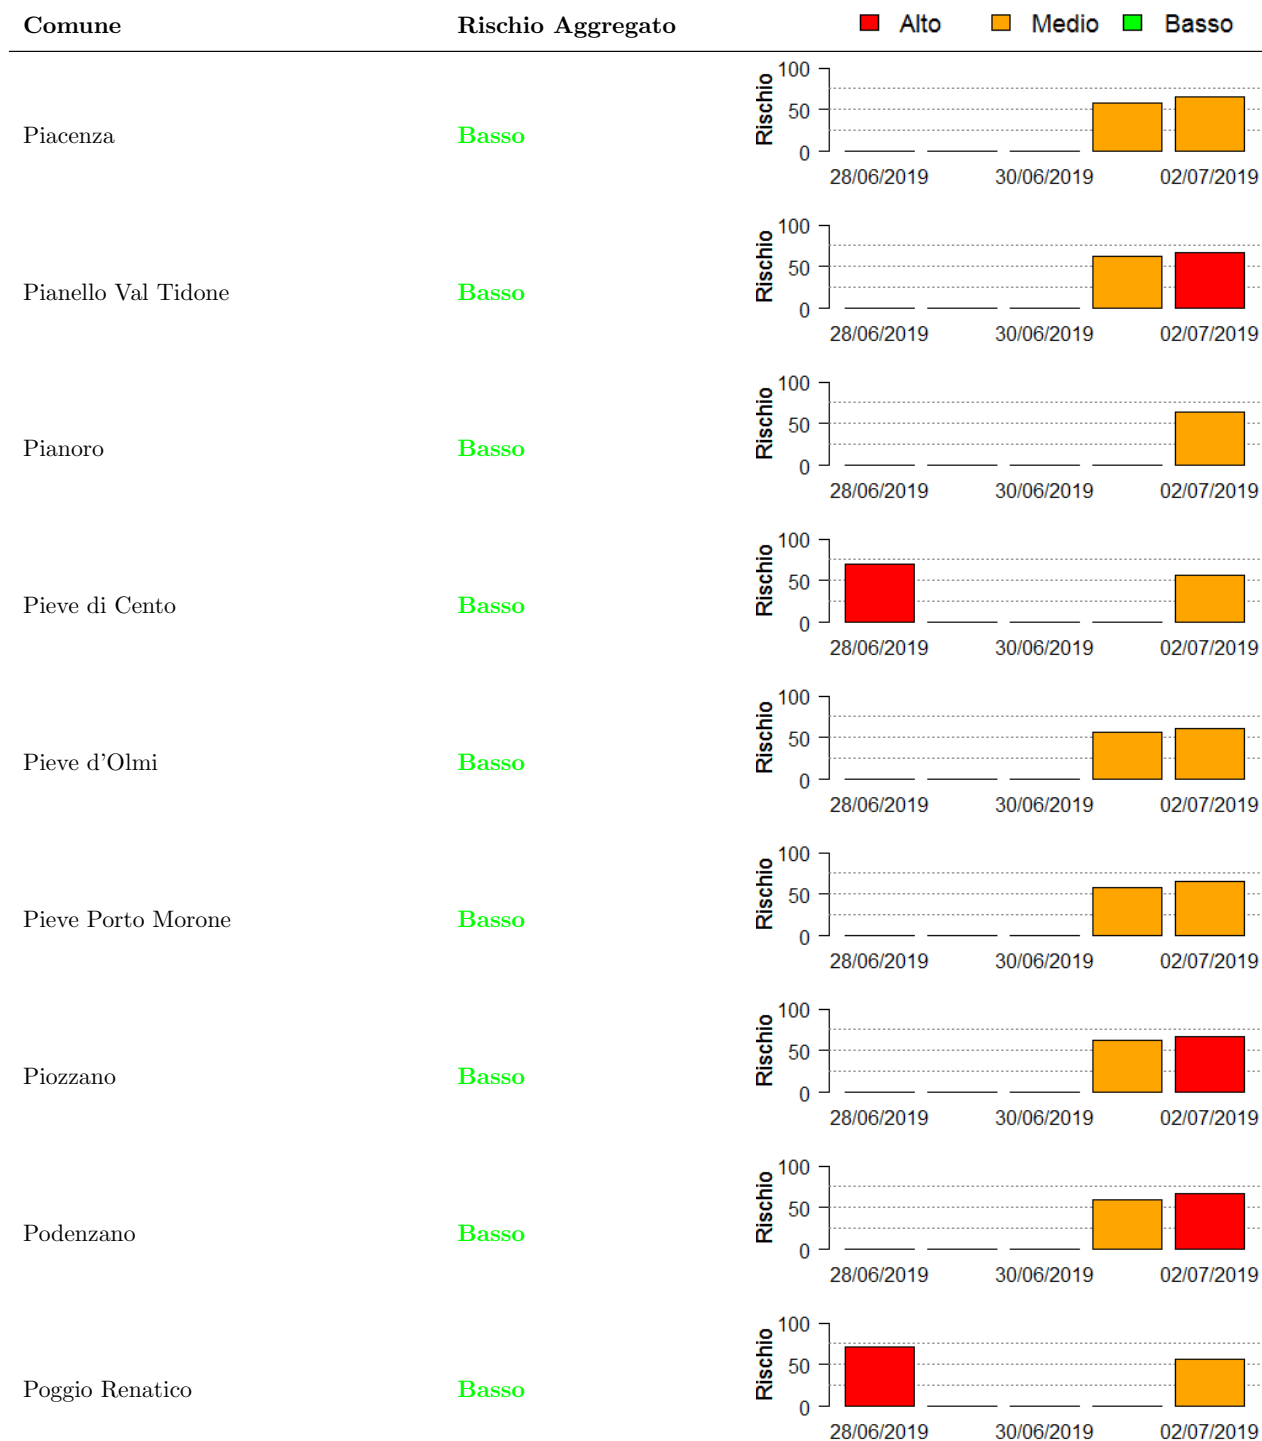 Comune Rischio Aggregato Alto Medio Basso
Piacenza Basso Rischio 100 50 0
28/06/2019 30/06/2019 02/07/2019
Pianello Val Tidone Basso Rischio 100 50 0
28/06/2019 30/06/2019 02/07/2019
Pianoro Basso Rischio 100 50 0
28/06/2019 30/06/2019 02/07/2019
Pieve di Cento Basso Rischio 100 50 0
28/06/2019 30/06/2019 02/07/2019
Pieve d'Olmi Basso Rischio 100 50 0
28/06/2019 30/06/2019 02/07/2019
Pieve Porto Morone Basso Rischio 100 50 0
28/06/2019 30/06/2019 02/07/2019
Piozzano Basso Rischio 100 50 0
28/06/2019 30/06/2019 02/07/2019
Podenzano Basso Rischio 100 50 0
28/06/2019 30/06/2019 02/07/2019
Poggio Renatico Basso Rischio 100 50 0
28/06/2019 30/06/2019 02/07/2019